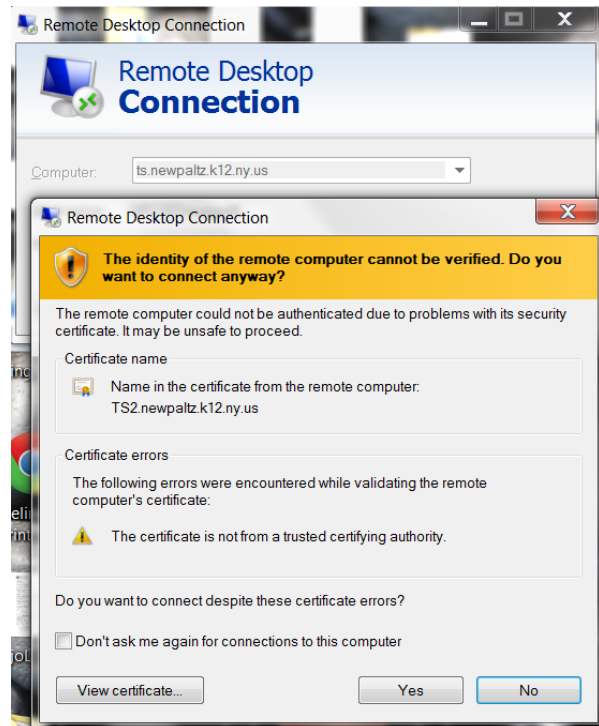 Remote Desktop Connection
Remote Desktop
Connection
Computer:
ts.newpaltz.k12.ny.us
Remote Desktop Connection
The identity of the remote computer cannot be verified. Do you
want to connect anyway?
The remote computer could not be authenticated due to problems with its security
certificate. It may be unsafe to proceed.
Certificate name
Name in the certificate from the remote computer:
TS2.newpaltz.k12.ny.us
Certificate errors
The following errors were encountered while validating the remote
computer's certificate:
The certificate is not from a trusted certifying authority.
Do you want to connect despite these certificate errors?
Don't ask me again for connections to this computer
View certificate...
Yes
No